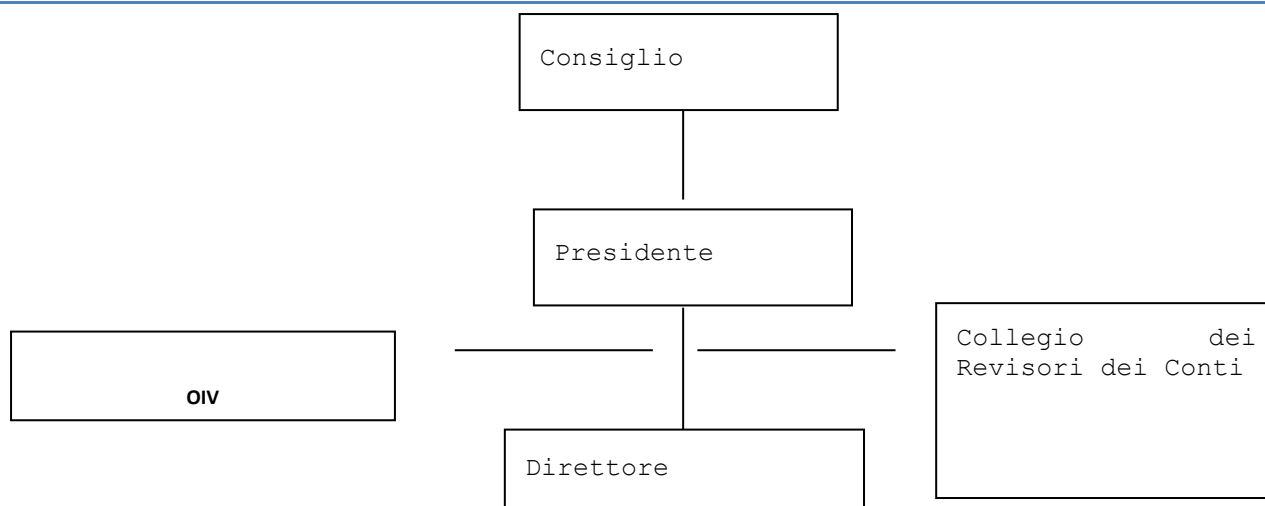 Consiglio
Presidente
Collegio dei
Revisori dei Conti
OIV
Direttore